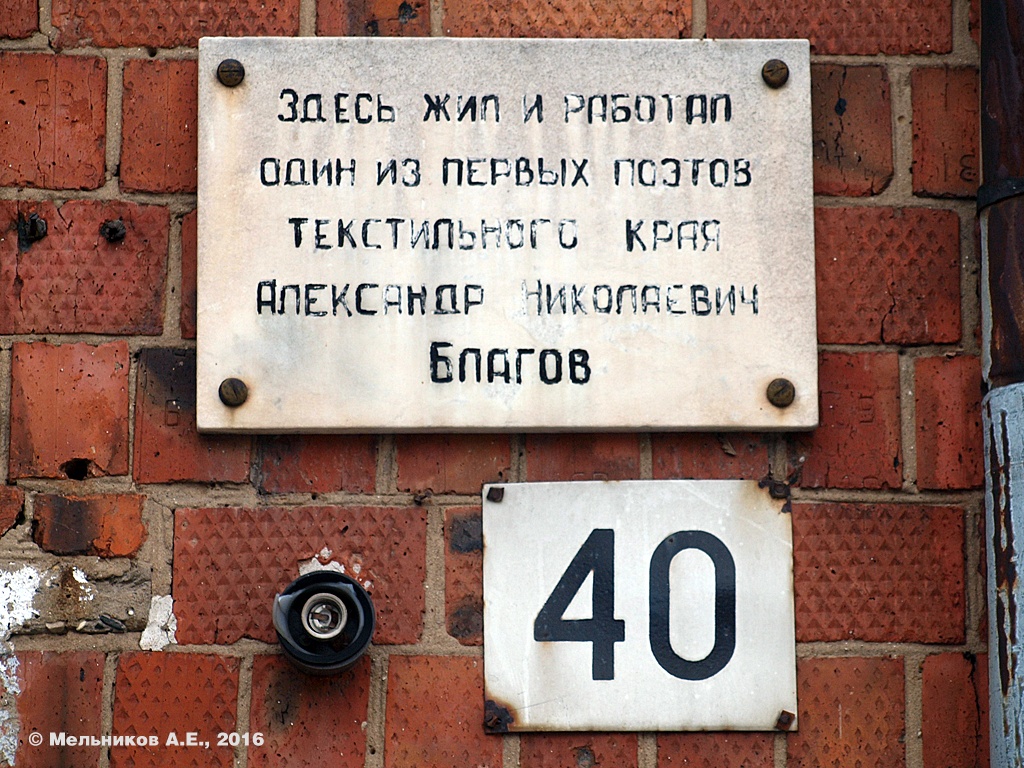 Здесь жил и работал
один из первых поэтов
текстильного края
Александр Николаевич
Благов
40
© Мельников А.Е., 2016